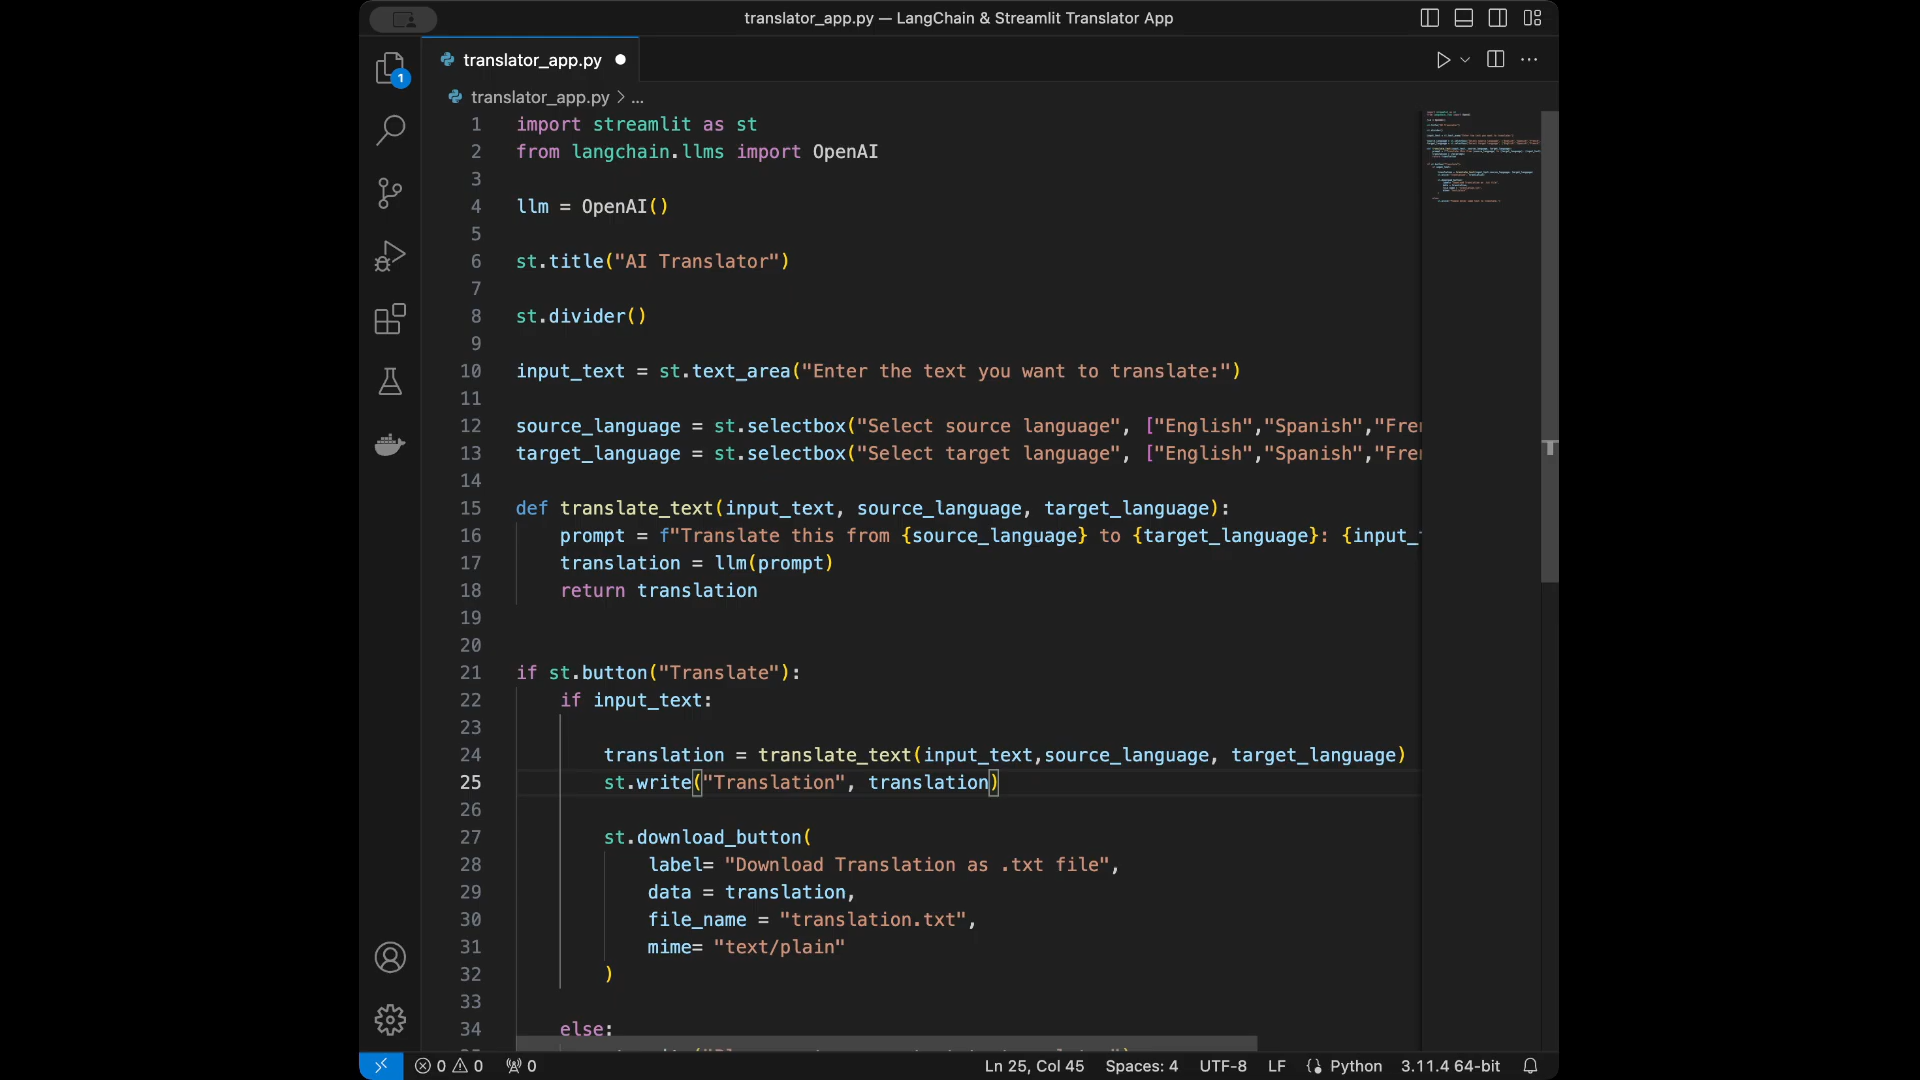 translator_app.py — LangChain & Streamlit Translator App
1
translator_app.py
translator_app.py > ...
1 import streamlit as st
2 from langchain.llms import OpenAI
3
4 llm = OpenAI()
5
6 st.title("AI Translator")
7
8 st.divider()
9
10 input_text = st.text_area("Enter the text you want to translate:")
11
12 source_language = st.selectbox("Select source language", ["English","Spanish","Fre
13 target_language = st.selectbox("Select target language", ["English","Spanish","Fre
14
15 def translate_text(input_text, source_language, target_language):
16     prompt = f"Translate this from {source_language} to {target_language}: {input_
17     translation = llm(prompt)
18     return translation
19
20
21 if st.button("Translate"):
22     if input_text:
23
24         translation = translate_text(input_text,source_language, target_language)
25         st.write("Translation", translation)
26
27         st.download_button(
28             label= "Download Translation as .txt file",
29             data = translation,
30             file_name = "translation.txt",
31             mime= "text/plain"
32         )
33
34     else:
0 0 0 Ln 25, Col 45 Spaces: 4 UTF-8 LF Python 3.11.4 64-bit